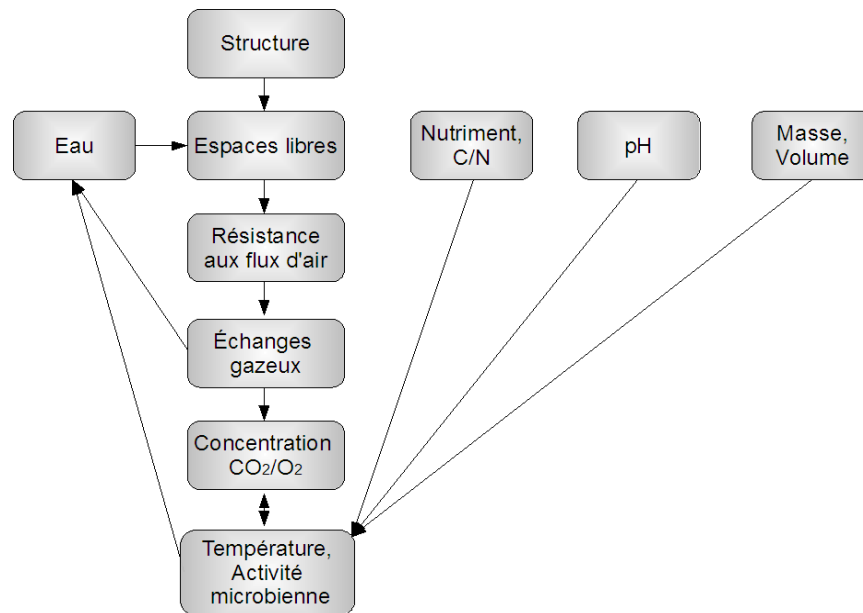 Structure
Eau
Espaces libres
Nutriment,
C/N
pH
Masse,
Volume
Résistance
aux flux d'air
Échanges
gazeux
Concentration
CO₂/O₂
Température,
Activité
microbienne